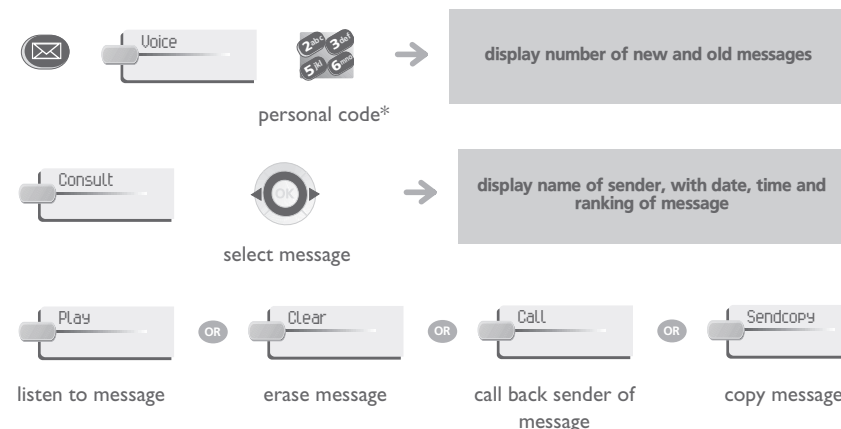 Voice
2abc 3def
5jkl 6mno
display number of new and old messages
personal code*
Consult
OK
display name of sender, with date, time and
ranking of message
select message
Play
OR
Clear
OR
Call
OR
Sendcopy
listen to message
erase message
call back sender of
message
copy message